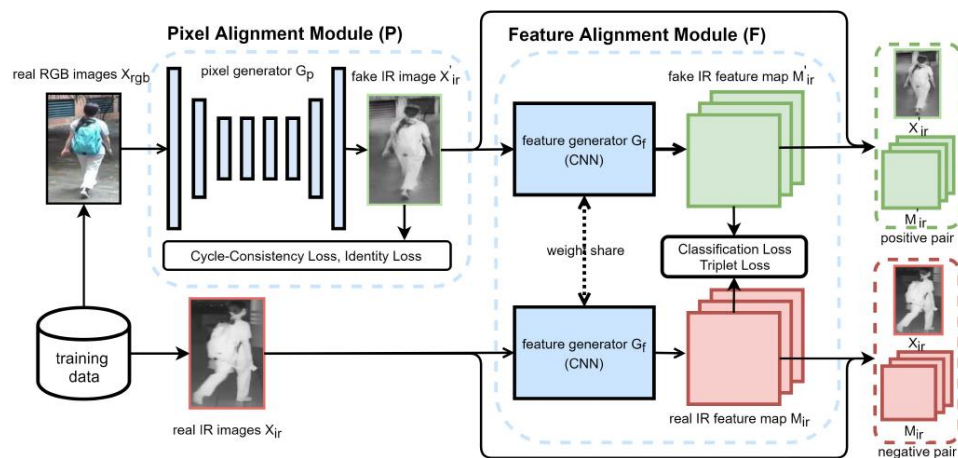 Pixel Alignment Module (P)
Feature Alignment Module (F)
real RGB images Xrgb
pixel generator Gp
fake IR image X'ir
fake IR feature map M'ir
feature generator Gf
(CNN)
X'ir
M'ir
positive pair
Cycle-Consistency Loss, Identity Loss
weight share
Classification Loss
Triplet Loss
training
data
feature generator Gf
(CNN)
Xir
Mir
negative pair
real IR images Xir
real IR feature map Mir